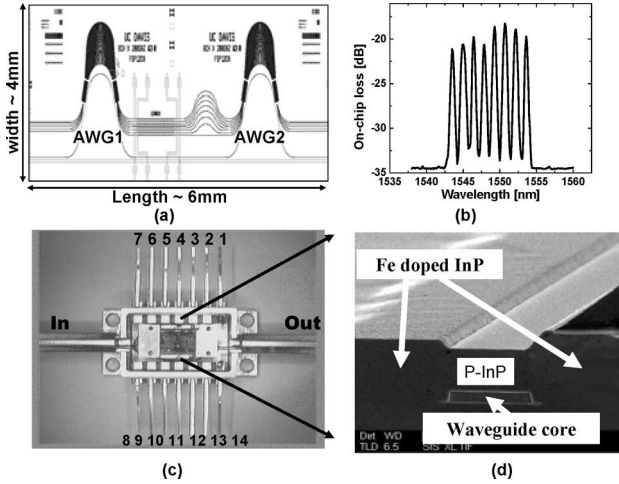 (a)
UC DAVIS
UC DAVIS
AWG1
AWG2
width ~ 4mm
Length ~ 6mm
(b)
On-chip loss [dB]
-20
-25
-30
-35
1535 1540 1545 1550 1555 1560
Wavelength [nm]
(b)
7 6 5 4 3 2 1
In
Out
8 9 10 11 12 13 14
(c)
Fe doped InP
P-InP
Waveguide core
Det WD
TLD 6.5
(d)